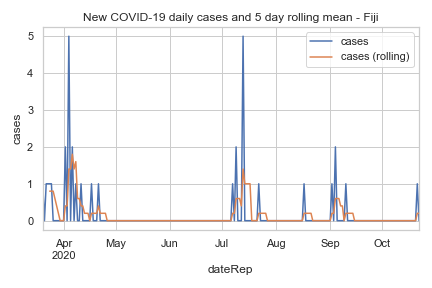 New COVID-19 daily cases and 5 day rolling mean - Fiji
cases
cases (rolling)
cases
5
4
3
2
1
0
Apr May Jun Jul Aug Sep Oct
2020
dateRep